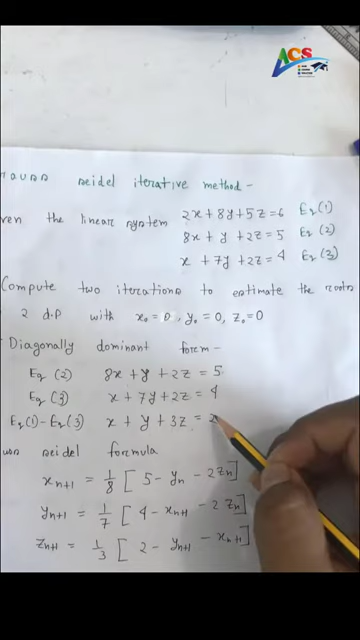 ACS
seidel iterative method -
the linear system 2x + 8y + 5z = 6 Eq (1)
8x + y + 2z = 5 Eq (2)
x + 7y + 2z = 4 Eq (3)
Compute two iterations to estimate the roots
2 d.p with x₀ = 0, y₀ = 0, z₀ = 0
Diagonally dominant form -
Eq (2) 8x + y + 2z = 5
Eq (3) x + 7y + 2z = 4
Eq (1) - Eq (3) x + y + 3z = 2
seidel formula
xₙ₊₁ = 1/8 [ 5 - yₙ - 2zₙ ]
yₙ₊₁ = 1/7 [ 4 - xₙ₊₁ - 2 zₙ ]
zₙ₊₁ = 1/3 [ 2 - yₙ₊₁ - xₙ₊₁ ]